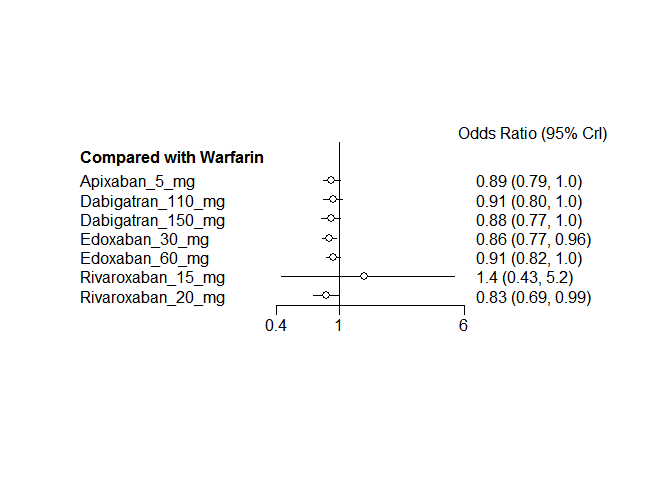 Odds Ratio (95% CrI)
Compared with Warfarin
Apixaban_5_mg 0.89 (0.79, 1.0)
Dabigatran_110_mg 0.91 (0.80, 1.0)
Dabigatran_150_mg 0.88 (0.77, 1.0)
Edoxaban_30_mg 0.86 (0.77, 0.96)
Edoxaban_60_mg 0.91 (0.82, 1.0)
Rivaroxaban_15_mg 1.4 (0.43, 5.2)
Rivaroxaban_20_mg 0.83 (0.69, 0.99)
0.4 1 6